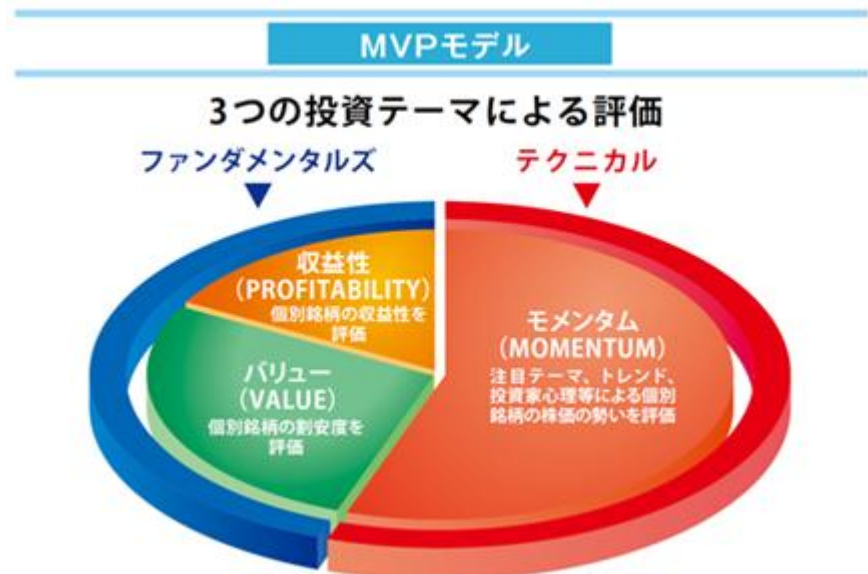 MVPモデル
3つの投資テーマによる評価
ファンダメンタルズ
テクニカル
収益性
(PROFITABILITY)
個別銘柄の収益性を
評価
バリュー
(VALUE)
個別銘柄の割安度を
評価
モメンタム
(MOMENTUM)
注目テーマ、トレンド、
投資家心理等による個別
銘柄の株価の勢いを評価